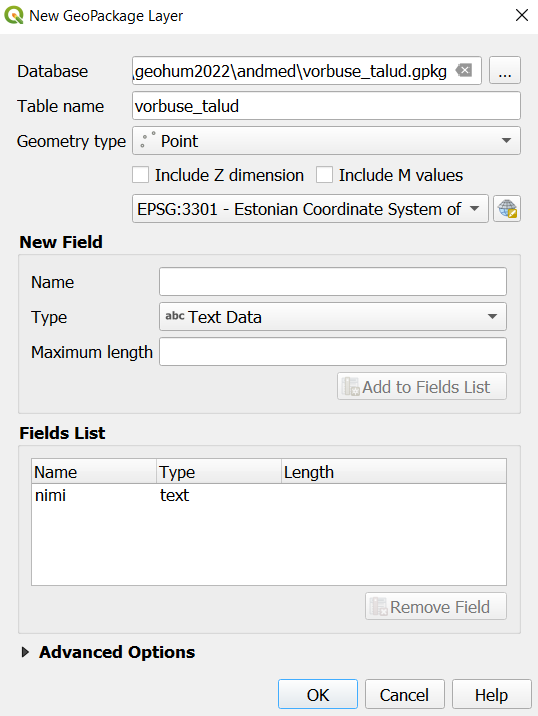 New GeoPackage Layer
Database \geohum2022\andmed\vorbuse_talud.gpkg ...
Table name vorbuse_talud
Geometry type Point
Include Z dimension Include M values
EPSG:3301 - Estonian Coordinate System of
New Field
Name
Type abc Text Data
Maximum length
Add to Fields List
Fields List
Name Type Length
nimi text
Remove Field
Advanced Options
OK Cancel Help